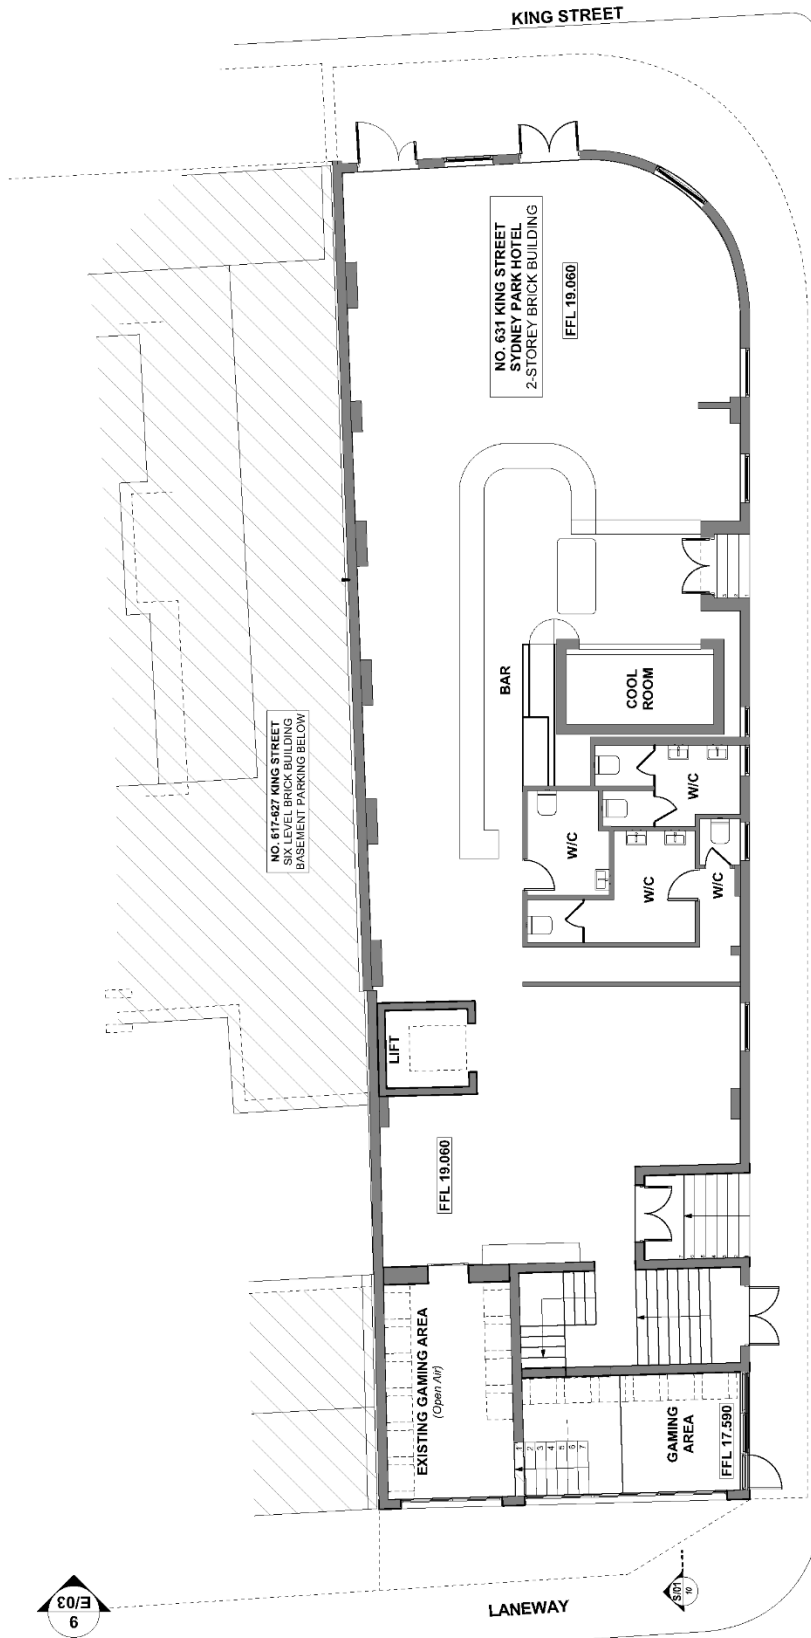 KING STREET
NO. 631 KING STREET
SYDNEY PARK HOTEL
2-STOREY BRICK BUILDING
FFL 19.060
NO. 617-627 KING STREET
SIX LEVEL BRICK BUILDING
BASEMENT PARKING BELOW
BAR
COOL
ROOM
W/C
W/C
W/C
W/C
LIFT
FFL 19.060
EXISTING GAMING AREA
(Open Air)
1
2
3
4
5
6
7
GAMING
AREA
FFL 17.590
LANEWAY
E/03
9
S/01
10